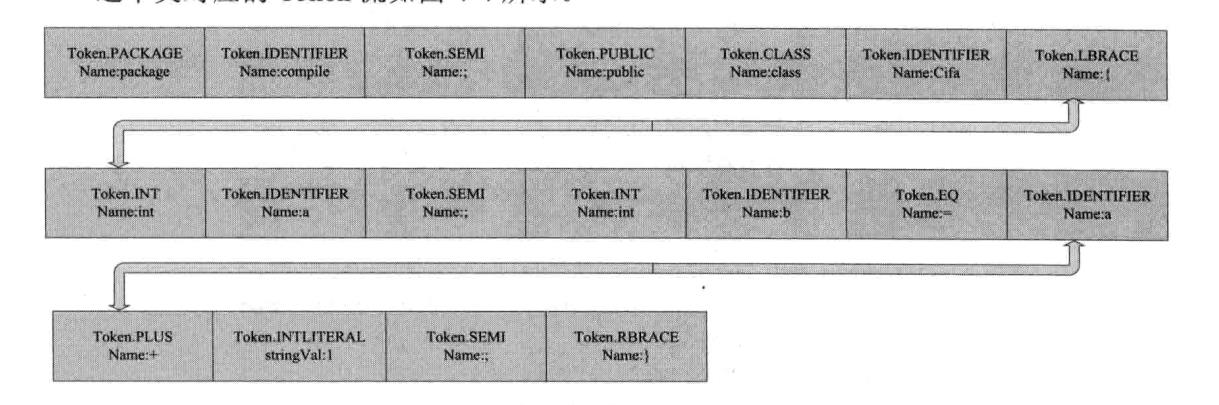 Token.PACKAGE Token.IDENTIFIER Token.SEMI Token.PUBLIC Token.CLASS Token.IDENTIFIER Token.LBRACE
Name:package Name:compile Name:; Name:public Name:class Name:Cifa Name:{
Token.INT Token.IDENTIFIER Token.SEMI Token.INT Token.IDENTIFIER Token.EQ Token.IDENTIFIER
Name:int Name:a Name:; Name:int Name:b Name:= Name:a
Token.PLUS Token.INTLITERAL Token.SEMI Token.RBRACE
Name:+ stringVal:1 Name:; Name:}